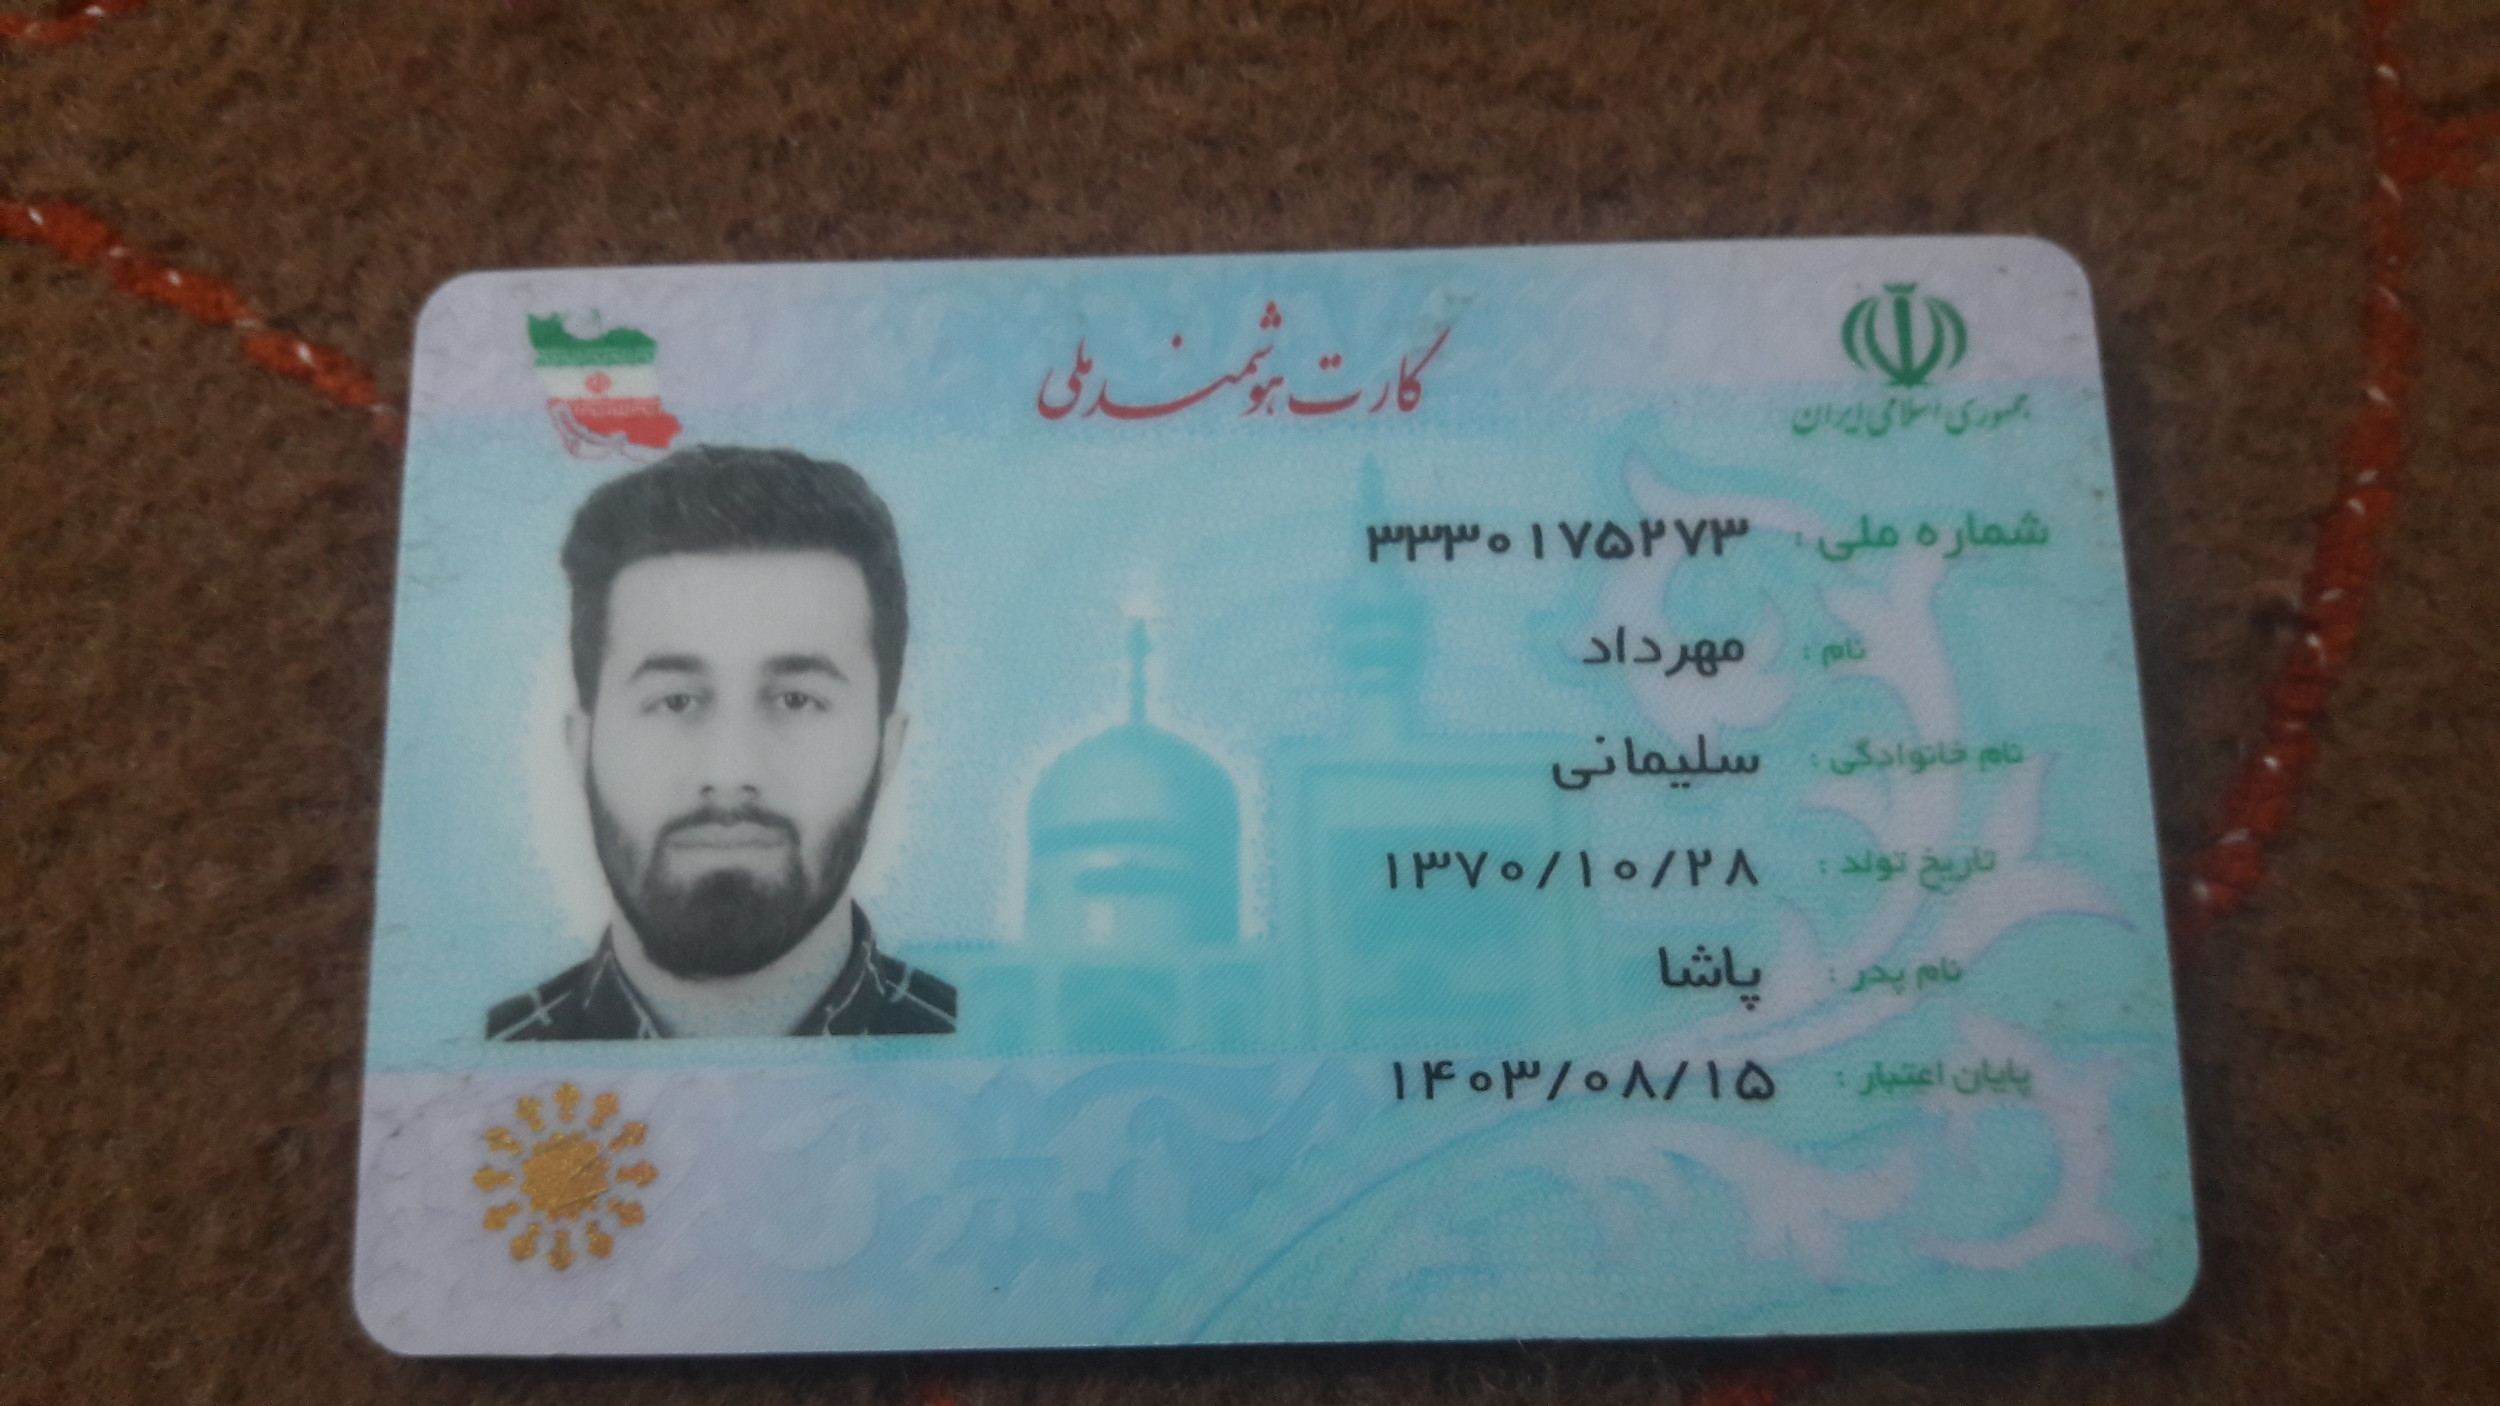 جمهوری اسلامی ایران
کارت هوشمند ملی
شماره ملی : ۳۳۳۰۱۷۵۲۷۳
نام : مهرداد
نام خانوادگی : سلیمانی
تاریخ تولد : ۱۳۷۰/۱۰/۲۸
نام پدر : پاشا
پایان اعتبار : ۱۴۰۳/۰۸/۱۵